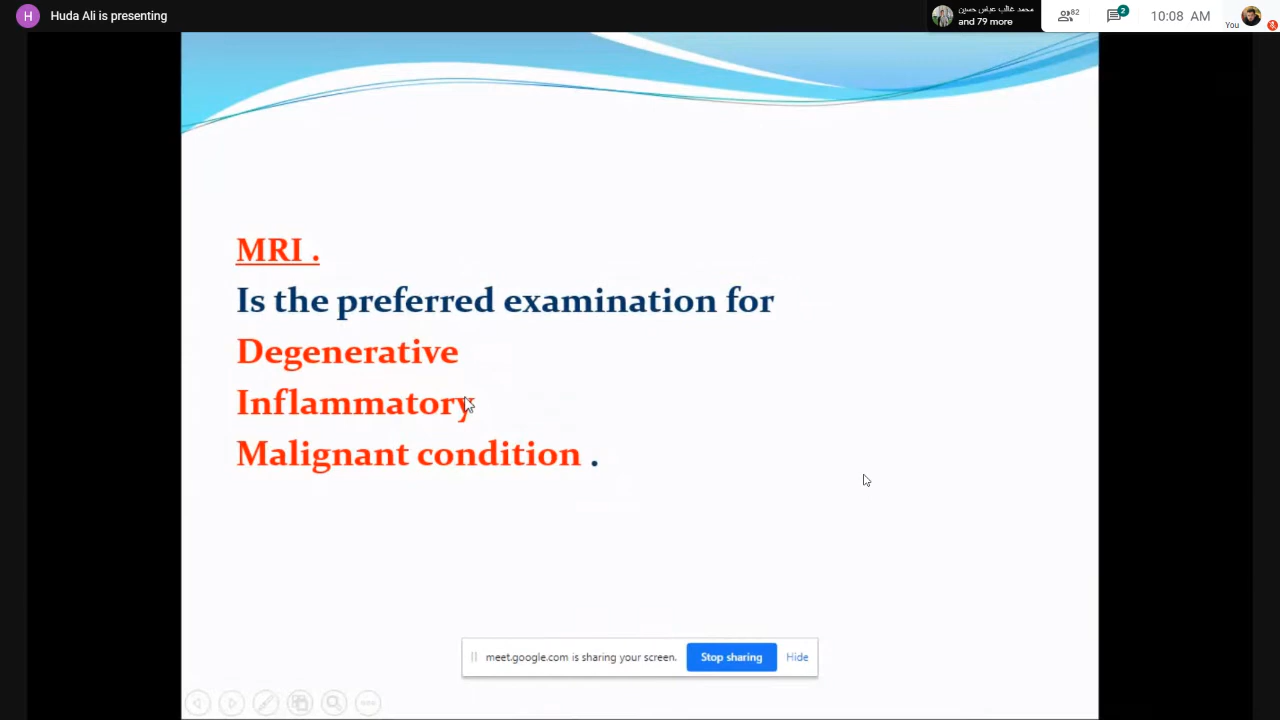 H
Huda Ali is presenting
محمد غالب عباس حسين
and 79 more
82
2
10:08 AM
You
MRI .
Is the preferred examination for
Degenerative
Inflammatory
Malignant condition .
meet.google.com is sharing your screen.
Stop sharing
Hide